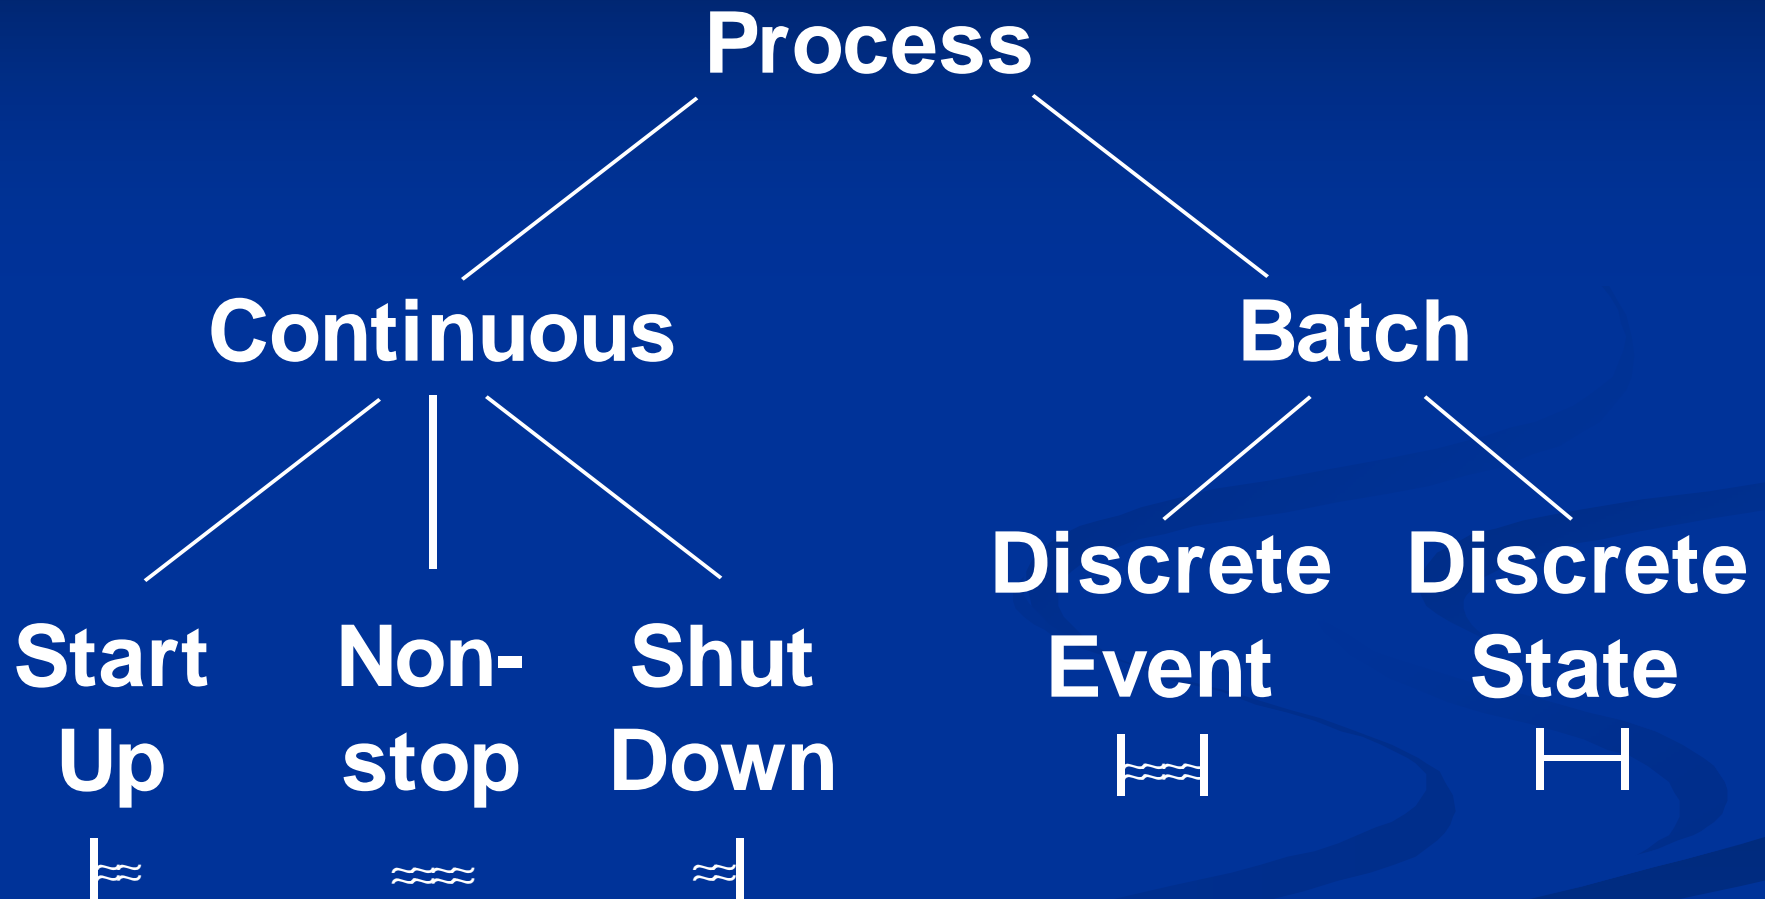 Process
Continuous
Batch
Start
Up
Non-
stop
Shut
Down
Discrete
Event
Discrete
State